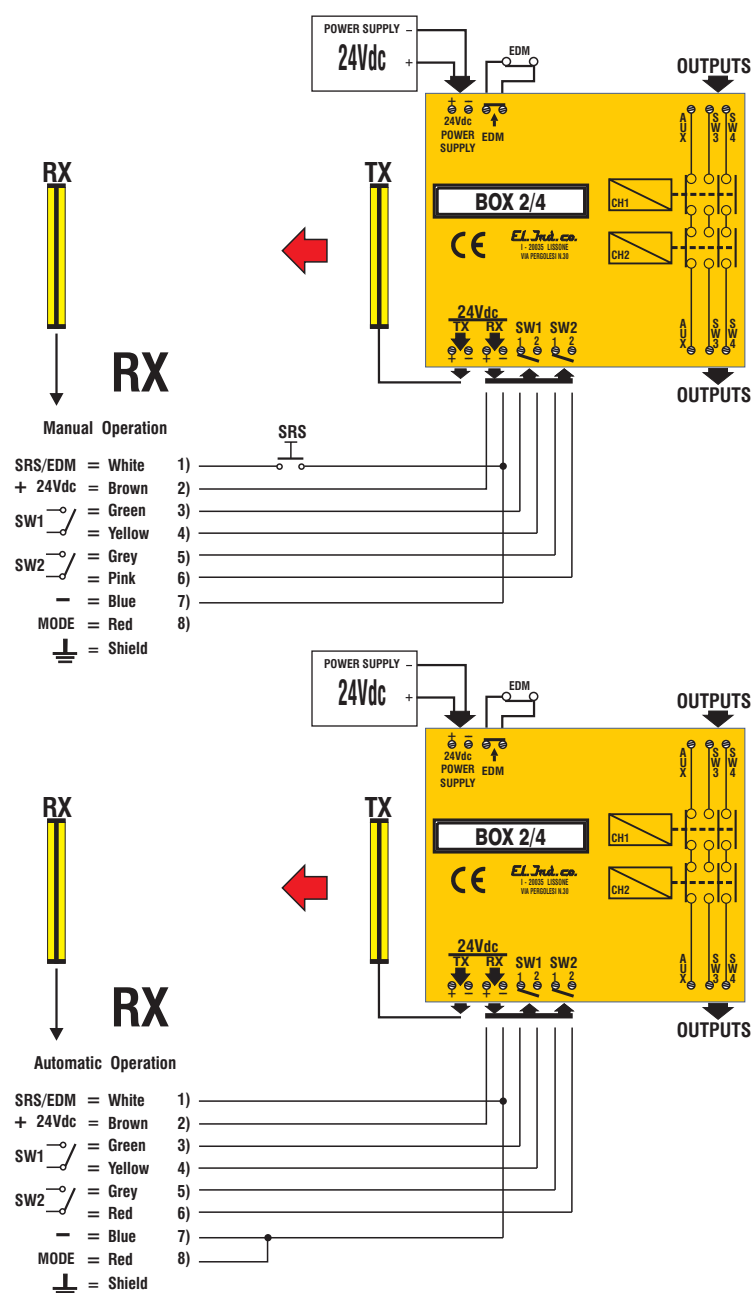 POWER SUPPLY –
24Vdc +
EDM
OUTPUTS
+ –
24Vdc
POWER
SUPPLY
EDM
AUX SW3 SW4
RX
TX
BOX 2/4
CH1
CE
EL.Ind.co.
I - 20035 LISSONE
VIA PERGOLESI N.30
CH2
24Vdc
TX RX SW1 SW2
1 2 1 2
+ – + –
AUX SW3 SW4
OUTPUTS
RX
Manual Operation
SRS
SRS/EDM = White 1)
+ 24Vdc = Brown 2)
SW1 = Green 3)
= Yellow 4)
SW2 = Grey 5)
= Pink 6)
– = Blue 7)
MODE = Red 8)
= Shield
POWER SUPPLY –
24Vdc +
EDM
OUTPUTS
+ –
24Vdc
POWER
SUPPLY
EDM
AUX SW3 SW4
RX
TX
BOX 2/4
CH1
CE
EL.Ind.co.
I - 20035 LISSONE
VIA PERGOLESI N.30
CH2
24Vdc
TX RX SW1 SW2
1 2 1 2
+ – + –
AUX SW3 SW4
OUTPUTS
RX
Automatic Operation
SRS/EDM = White 1)
+ 24Vdc = Brown 2)
SW1 = Green 3)
= Yellow 4)
SW2 = Grey 5)
= Red 6)
– = Blue 7)
MODE = Red 8)
= Shield